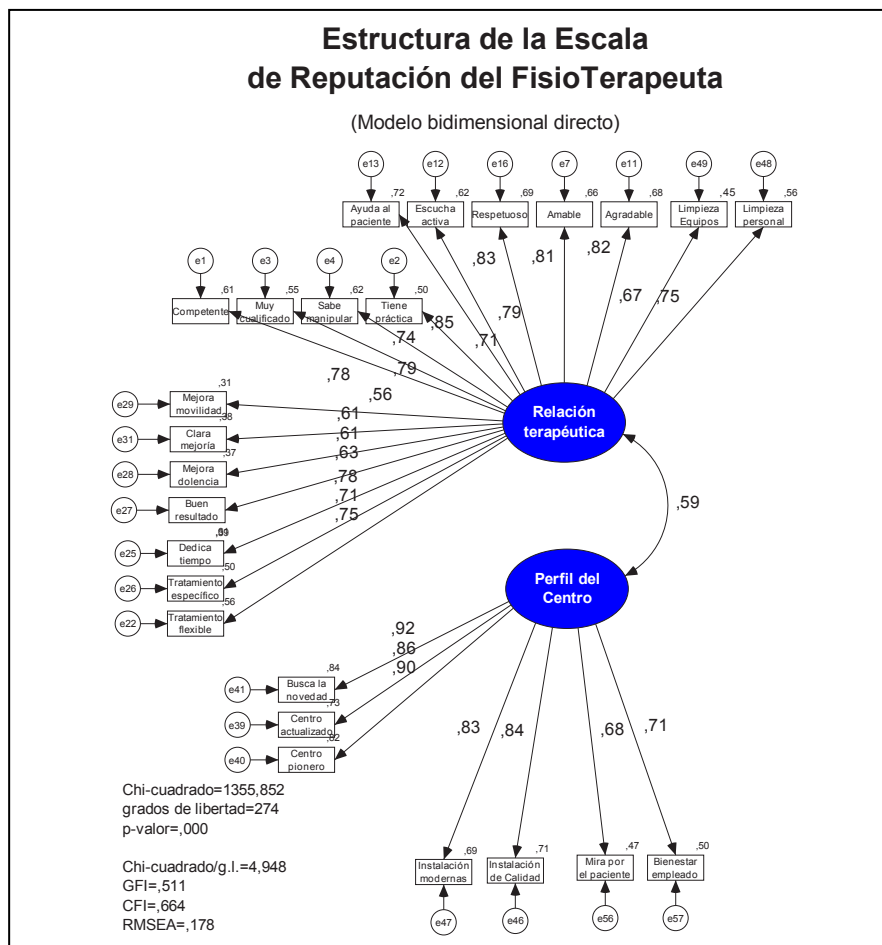 Estructura de la Escala
de Reputación del FisioTerapeuta
(Modelo bidimensional directo)
e13
e12
e16
e7
e11
e49
e48
,72
,62
,69
,66
,68
,45
,56
Ayuda al
paciente
Escucha
activa
Respetuoso
Amable
Agradable
Limpieza
Equipos
Limpieza
personal
e1
e3
e4
e2
,61
,55
,62
,50
Competente
Muy
cualificado
Sabe
manipular
Tiene
práctica
,83
,81
,82
,85
,79
,67
,75
,74
,71
,78
,79
,56
,61
,61
,63
,78
,71
,75
e29
,31
Mejora
movilidad
e31
,38
Clara
mejoría
e28
,37
Mejora
dolencia
e27
Buen
resultado
e25
Dedica
tiempo
e26
,50
Tratamiento
específico
e22
,56
Tratamiento
flexible
Relación
terapéutica
,59
Perfil del
Centro
,92
,86
,90
e41
,84
Busca la
novedad
e39
,73
Centro
actualizado
e40
,82
Centro
pionero
,83
,84
,68
,71
Chi-cuadrado=1355,852
grados de libertad=274
p-valor=,000
Chi-cuadrado/g.l.=4,948
GFI=,511
CFI=,664
RMSEA=,178
,69
,71
,47
,50
Instalación
modernas
Instalación
de Calidad
Mira por
el paciente
Bienestar
empleado
e47
e46
e56
e57